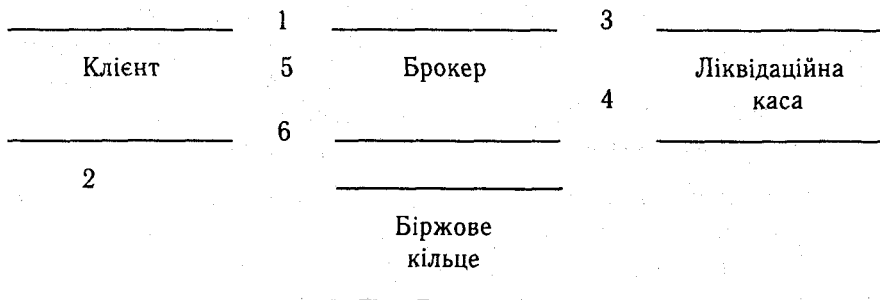 1 3
Клієнт 5 Брокер Ліквідаційна
4 каса
6
2
Біржове
кільце